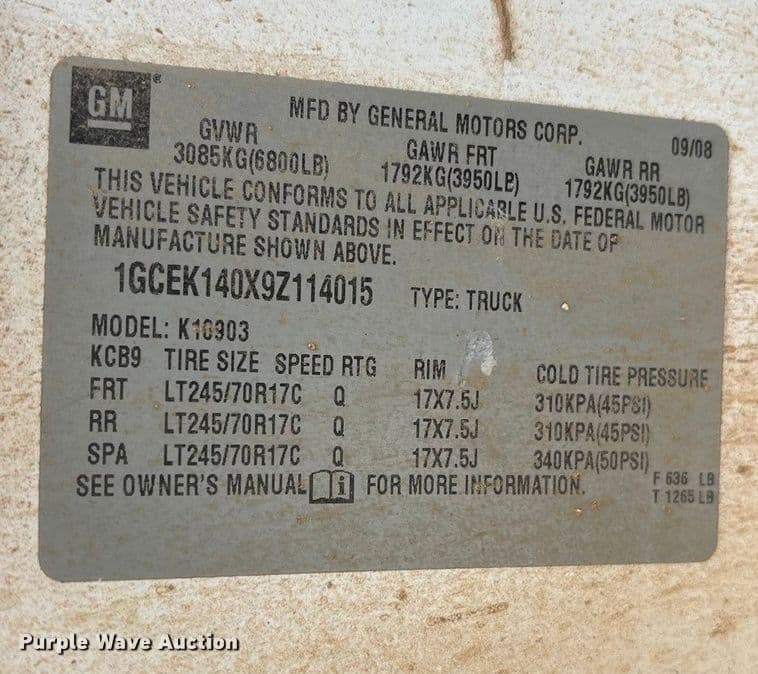 GM ®
MFD BY GENERAL MOTORS CORP. 09/08
GVWR GAWR FRT GAWR RR
3085KG(6800LB) 1792KG(3950LB) 1792KG(3950LB)
THIS VEHICLE CONFORMS TO ALL APPLICABLE U.S. FEDERAL MOTOR
VEHICLE SAFETY STANDARDS IN EFFECT ON THE DATE OF
MANUFACTURE SHOWN ABOVE.
1GCEK140X9Z114015 TYPE: TRUCK
MODEL: K10903
KCB9 TIRE SIZE SPEED RTG RIM COLD TIRE PRESSURE
FRT LT245/70R17C Q 17X7.5J 310KPA(45PSI)
RR LT245/70R17C Q 17X7.5J 310KPA(45PSI)
SPA LT245/70R17C Q 17X7.5J 340KPA(50PSI)
SEE OWNER'S MANUAL i FOR MORE INFORMATION.
F 636 LB
T 1265 LB
Purple Wave Auction